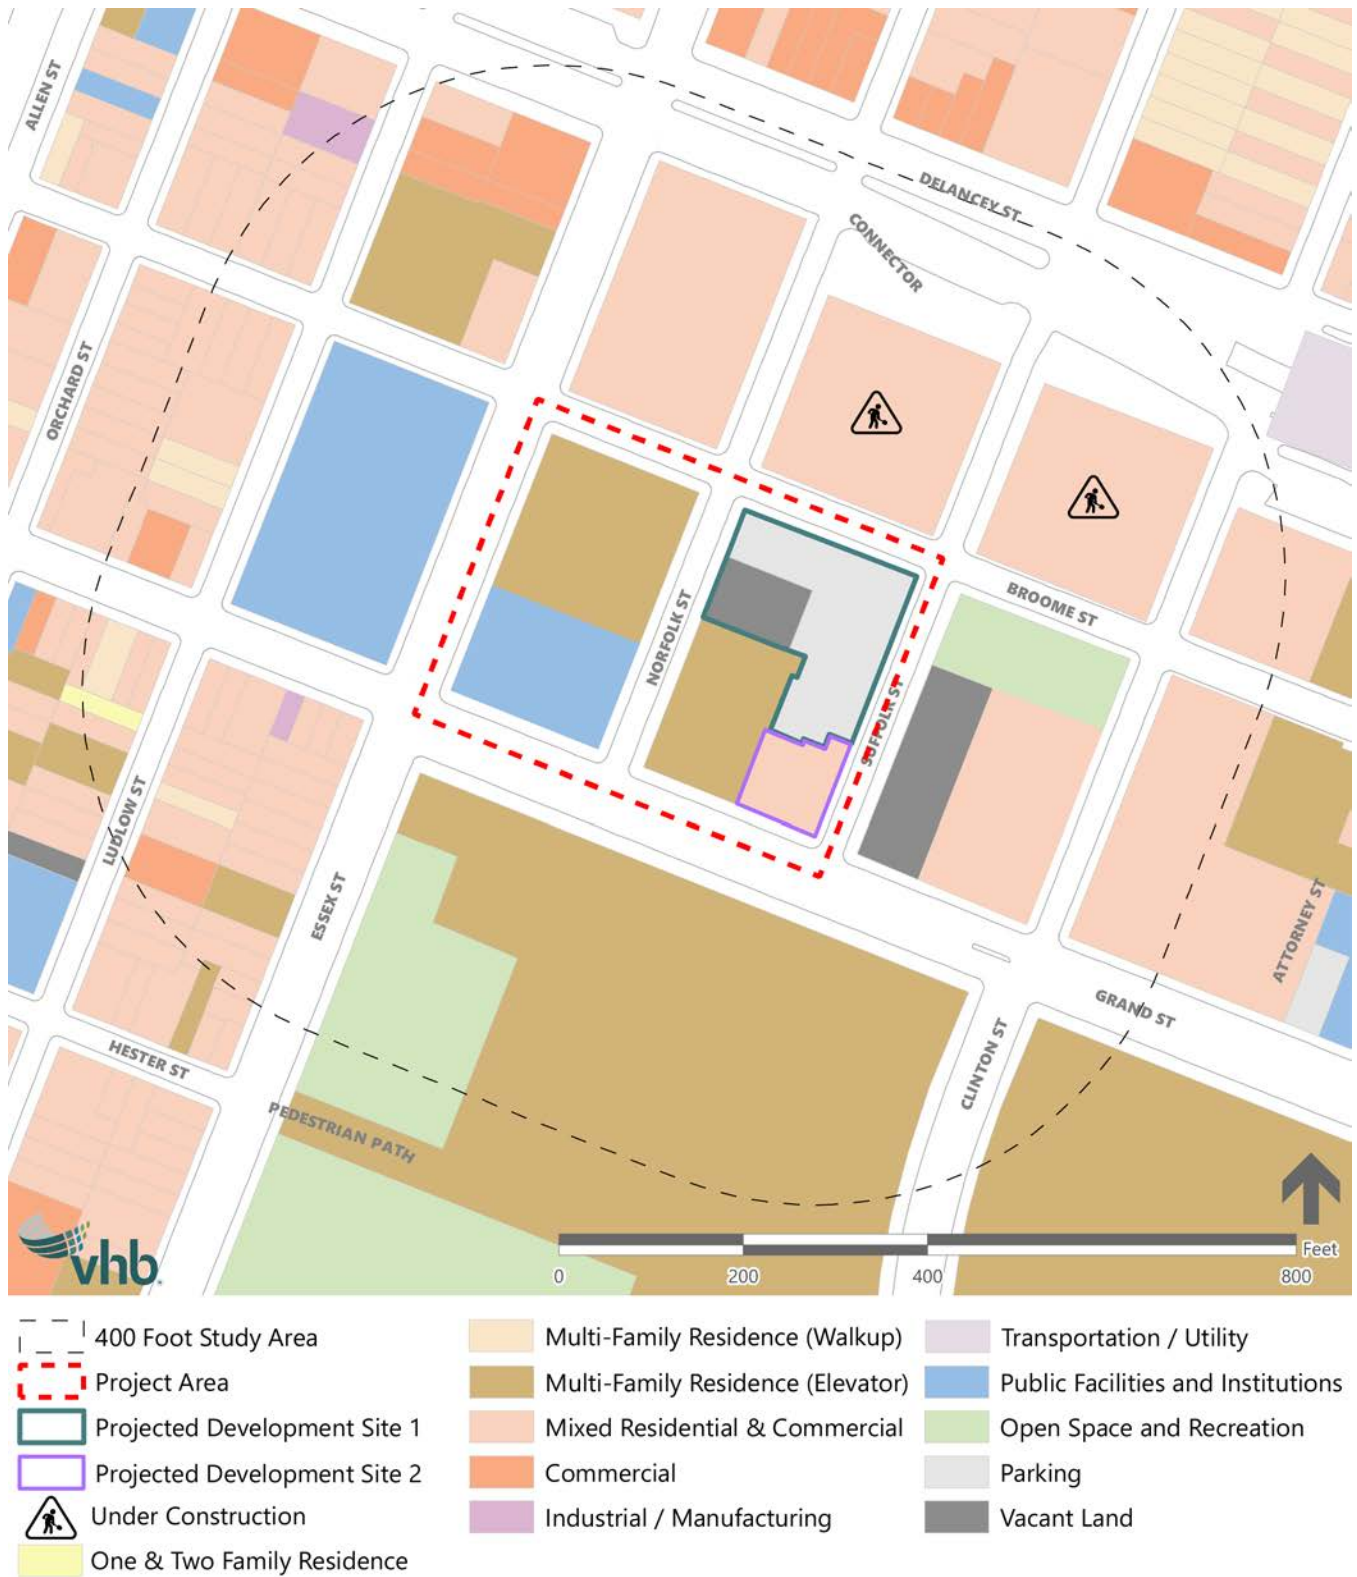 ALLEN ST
DELANCEY ST
CONNECTOR
ORCHARD ST
BROOME ST
NORFOLK ST
SUFFOLK ST
LUDLOW ST
ESSEX ST
ATTORNEY ST
GRAND ST
CLINTON ST
HESTER ST
PEDESTRIAN PATH
vhb
Feet
0 200 400 800
400 Foot Study Area
Project Area
Projected Development Site 1
Projected Development Site 2
Under Construction
One & Two Family Residence
Multi-Family Residence (Walkup)
Multi-Family Residence (Elevator)
Mixed Residential & Commercial
Commercial
Industrial / Manufacturing
Transportation / Utility
Public Facilities and Institutions
Open Space and Recreation
Parking
Vacant Land